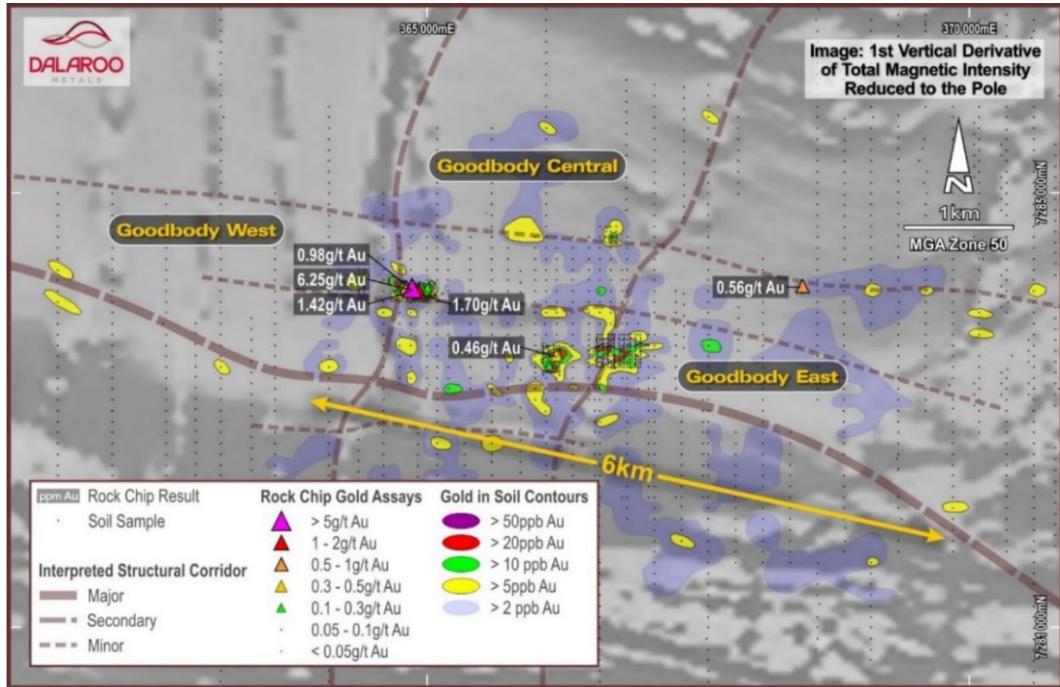 DALAROO
METALS
365 000mE
370 000mE
Image: 1st Vertical Derivative
of Total Magnetic Intensity
Reduced to the Pole
N
1km
MGA Zone 50
7'285 000mN
Goodbody Central
Goodbody West
0.98g/t Au
6.25g/t Au
1.42g/t Au
1.70g/t Au
0.56g/t Au
0.46g/t Au
Goodbody East
6km
ppm Au Rock Chip Result
Soil Sample
Interpreted Structural Corridor
Major
Secondary
Minor
Rock Chip Gold Assays
> 5g/t Au
1 - 2g/t Au
0.5 - 1g/t Au
0.3 - 0.5g/t Au
0.1 - 0.3g/t Au
0.05 - 0.1g/t Au
< 0.05g/t Au
Gold in Soil Contours
> 50ppb Au
> 20ppb Au
> 10 ppb Au
> 5ppb Au
> 2 ppb Au
7'281 000mN